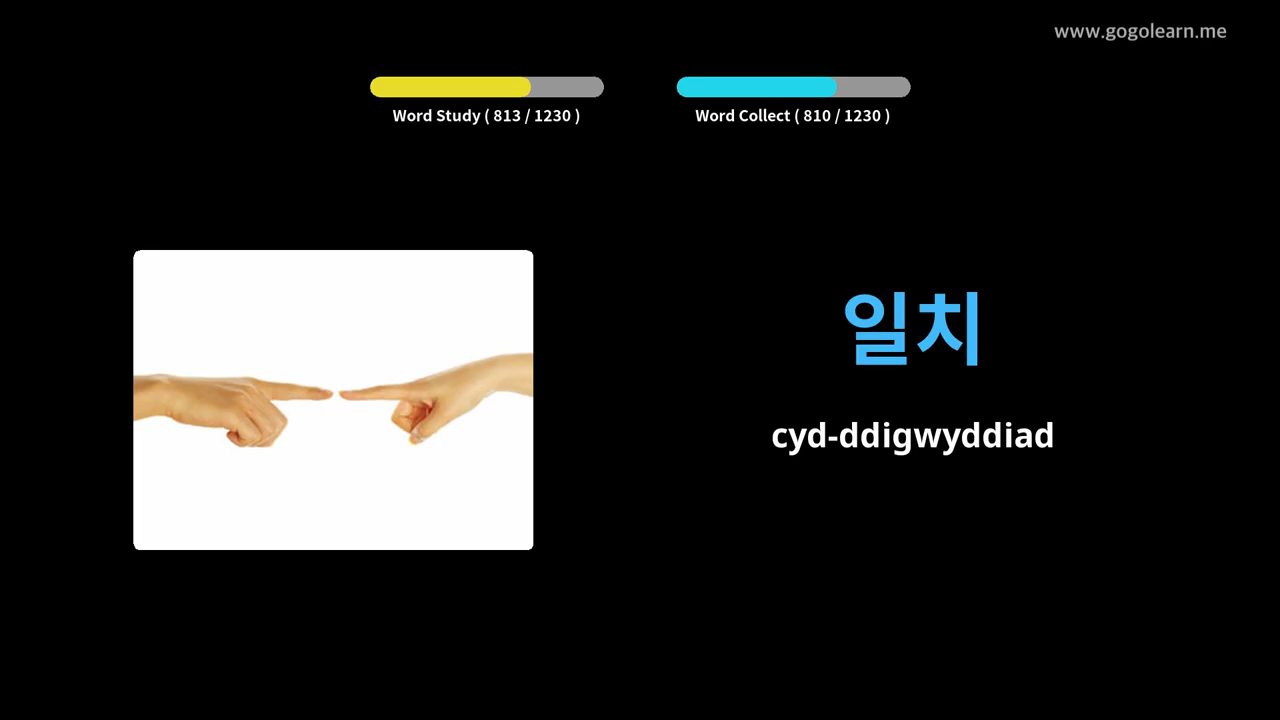 www.gogolearn.me
Word Study ( 813 / 1230 )
Word Collect ( 810 / 1230 )
일치
cyd-ddigwyddiad